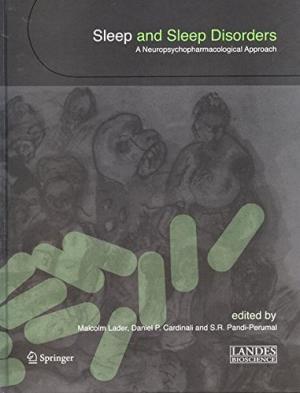 Sleep and Sleep Disorders
A Neuropsychopharmacological Approach
edited by
Malcolm Lader, Daniel P. Cardinali and S.R. Pandi-Perumal
Springer
LANDES
BIOSCIENCE